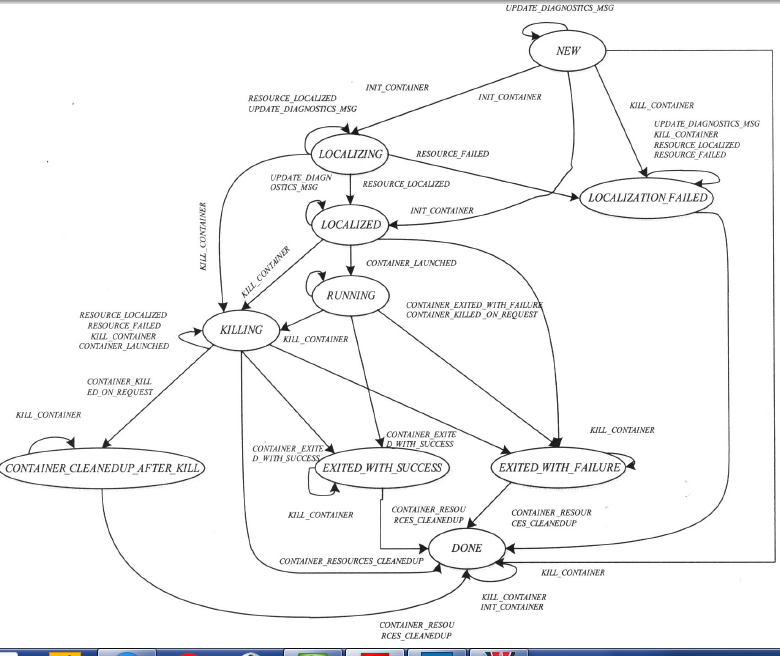 UPDATE_DIAGNOSTICS_MSG
NEW
INIT_CONTAINER
INIT_CONTAINER
KILL_CONTAINER
RESOURCE_LOCALIZED
UPDATE_DIAGNOSTICS_MSG
UPDATE_DIAGNOSTICS_MSG
KILL_CONTAINER
RESOURCE_LOCALIZED
RESOURCE_FAILED
LOCALIZING
RESOURCE_FAILED
UPDATE_DIAGN
OSTICS_MSG
RESOURCE_LOCALIZED
LOCALIZATION_FAILED
INIT_CONTAINER
LOCALIZED
KILL_CONTAINER
KILL_CONTAINER
CONTAINER_LAUNCHED
RUNNING
CONTAINER_EXITED_WITH_FAILURE
CONTAINER_KILLED_ON_REQUEST
RESOURCE_LOCALIZED
RESOURCE_FAILED
KILL_CONTAINER
CONTAINER_LAUNCHED
KILLING
KILL_CONTAINER
CONTAINER_KILL
ED_ON_REQUEST
KILL_CONTAINER
KILL_CONTAINER
CONTAINER_EXITE
D_WITH_SUCCESS
CONTAINER_EXITE
D_WITH_SUCCESS
CONTAINER_CLEANEDUP_AFTER_KILL
EXITED_WITH_SUCCESS
EXITED_WITH_FAILURE
KILL_CONTAINER
CONTAINER_RESOU
RCES_CLEANEDUP
CONTAINER_RESOUR
CES_CLEANEDUP
DONE
CONTAINER_RESOURCES_CLEANEDUP
KILL_CONTAINER
KILL_CONTAINER
INIT_CONTAINER
CONTAINER_RESOU
RCES_CLEANEDUP